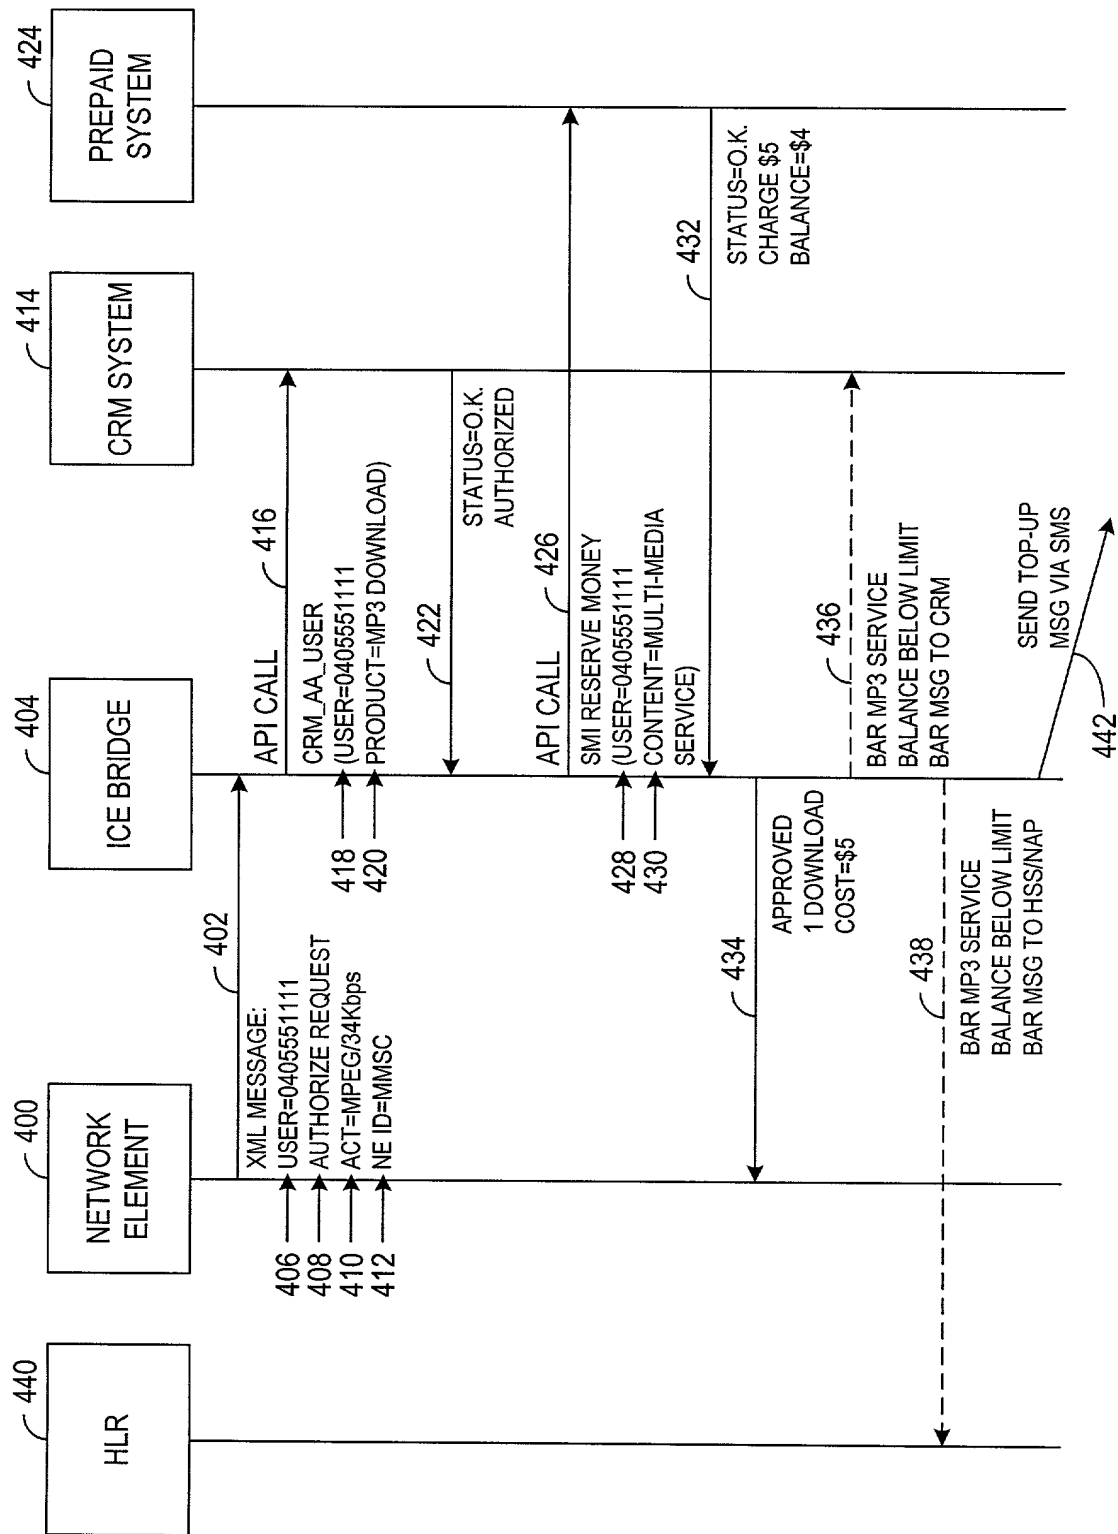 440
HLR
400
NETWORK
ELEMENT
404
ICE BRIDGE
414
CRM SYSTEM
424
PREPAID
SYSTEM
402
XML MESSAGE:
406
USER=0405551111
408
AUTHORIZE REQUEST
410
ACT=MPEG/34Kbps
412
NE ID=MMSC
API CALL
416
CRM_AA_USER
418
(USER=0405551111
420
PRODUCT=MP3 DOWNLOAD)
422
STATUS=O.K.
AUTHORIZED
API CALL
426
SMI RESERVE MONEY
428
(USER=0405551111
430
CONTENT=MULTI-MEDIA
SERVICE)
432
STATUS=O.K.
CHARGE $5
BALANCE=$4
434
APPROVED
1 DOWNLOAD
COST=$5
436
BAR MP3 SERVICE
BALANCE BELOW LIMIT
BAR MSG TO CRM
438
BAR MP3 SERVICE
BALANCE BELOW LIMIT
BAR MSG TO HSS/NAP
SEND TOP-UP
MSG VIA SMS
442